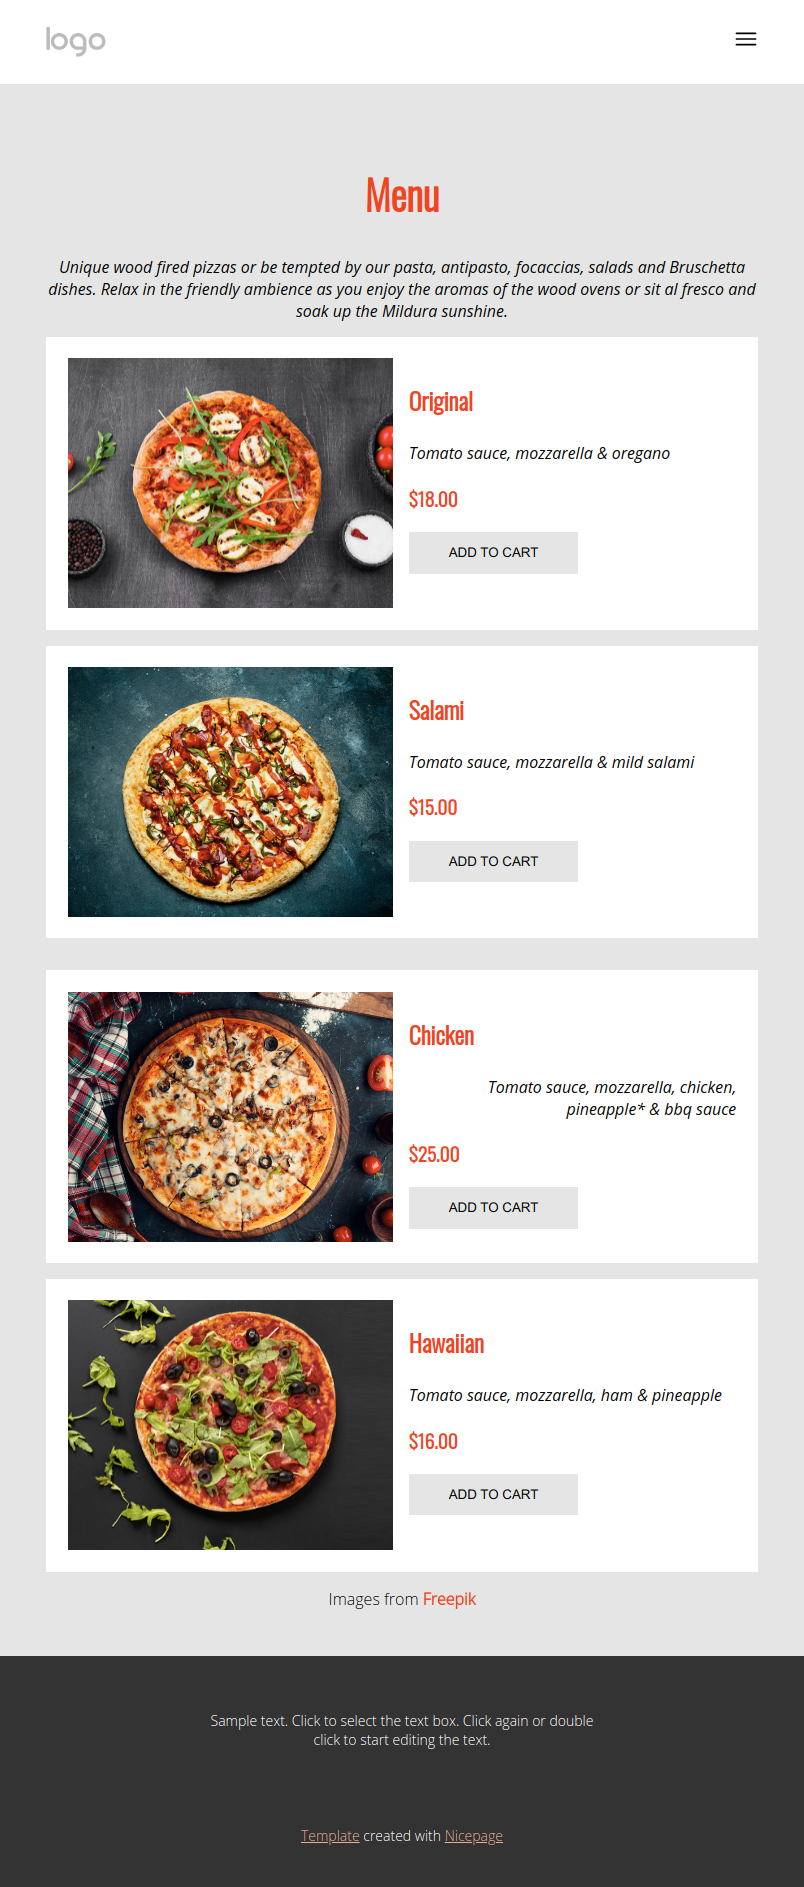 logo
Menu
Unique wood fired pizzas or be tempted by our pasta, antipasto, focaccias, salads and Bruschetta
dishes. Relax in the friendly ambience as you enjoy the aromas of the wood ovens or sit al fresco and
soak up the Mildura sunshine.
Original
Tomato sauce, mozzarella & oregano
$18.00
ADD TO CART
Salami
Tomato sauce, mozzarella & mild salami
$15.00
ADD TO CART
Chicken
Tomato sauce, mozzarella, chicken,
pineapple* & bbq sauce
$25.00
ADD TO CART
Hawaiian
Tomato sauce, mozzarella, ham & pineapple
$16.00
ADD TO CART
Images from Freepik
Sample text. Click to select the text box. Click again or double
click to start editing the text.
Template created with Nicepage